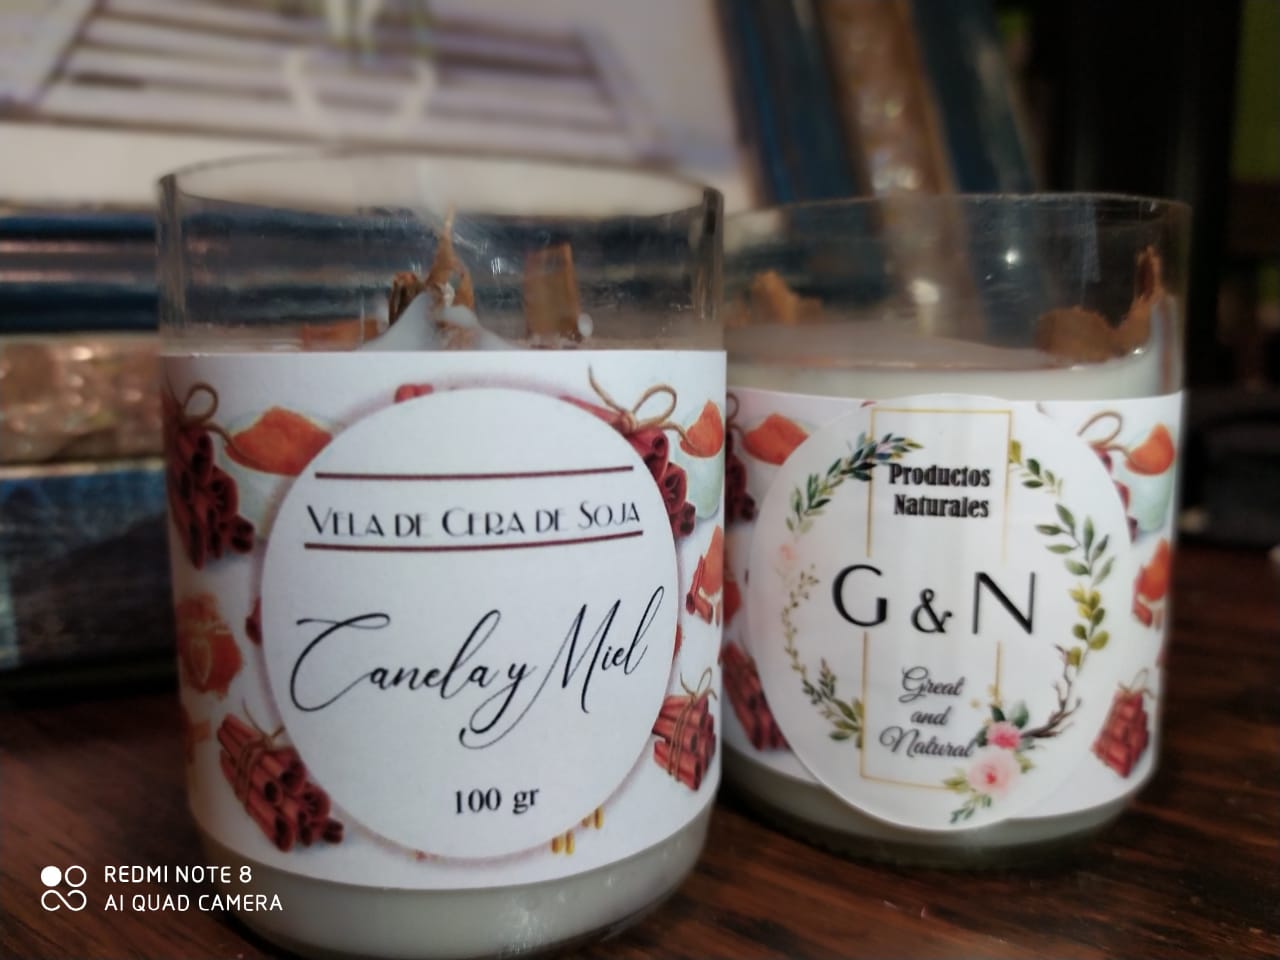 VELA DE CERA DE SOJA
Canela y Miel
100 gr
Productos
Naturales
G & N
Great
and
Natural
REDMI NOTE 8
AI QUAD CAMERA